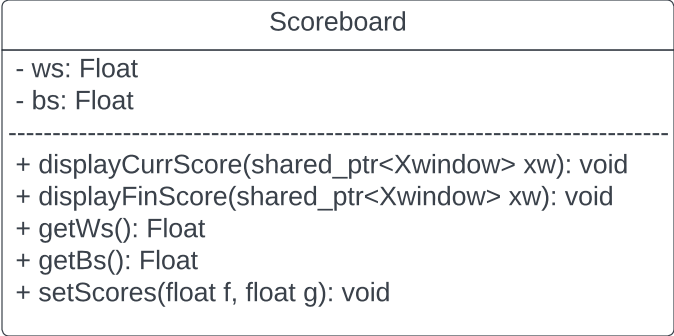 Scoreboard
- ws: Float
- bs: Float
+ displayCurrScore(shared_ptr<Xwindow> xw): void
+ displayFinScore(shared_ptr<Xwindow> xw): void
+ getWs(): Float
+ getBs(): Float
+ setScores(float f, float g): void